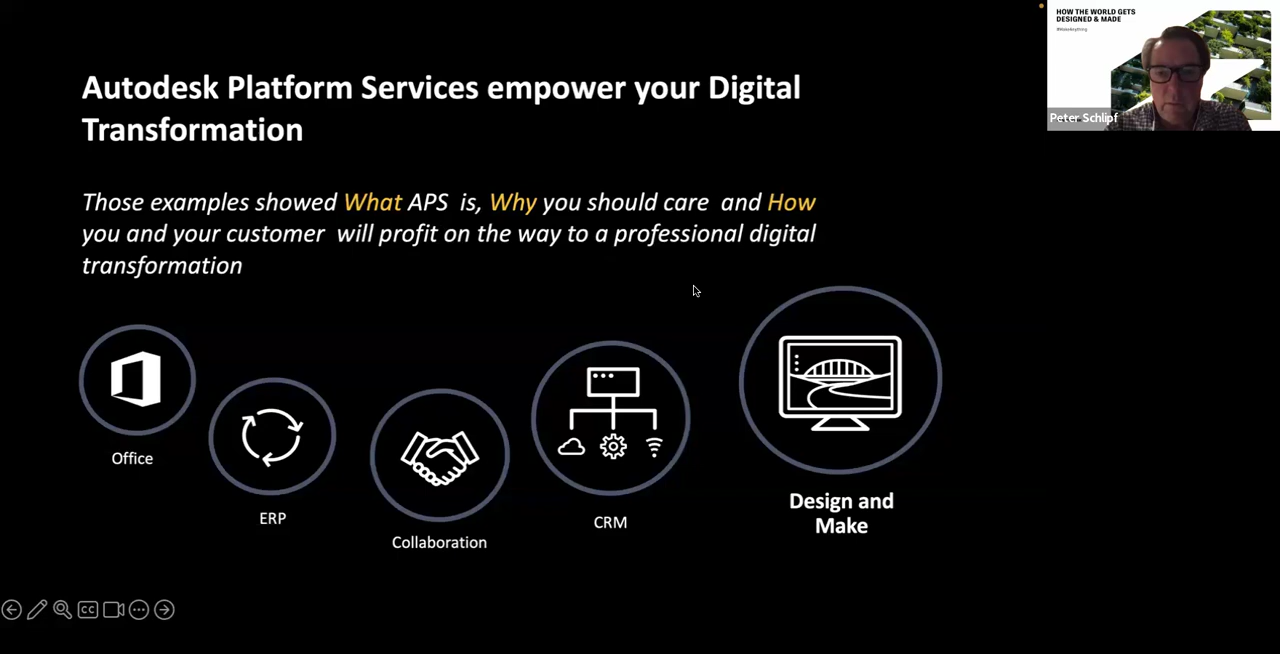 HOW THE WORLD GETS
DESIGNED & MADE
#MakeAnything
Peter Schlipf
Autodesk Platform Services empower your Digital
Transformation
Those examples showed What APS is, Why you should care and How
you and your customer will profit on the way to a professional digital
transformation
Office
ERP
Collaboration
CRM
Design and
Make
CC